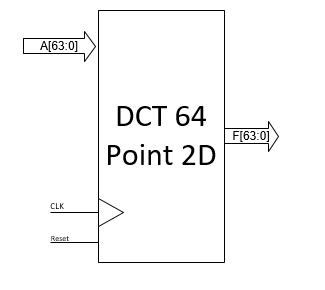 A[63:0]
DCT 64
Point 2D
F[63:0]
CLK
Reset